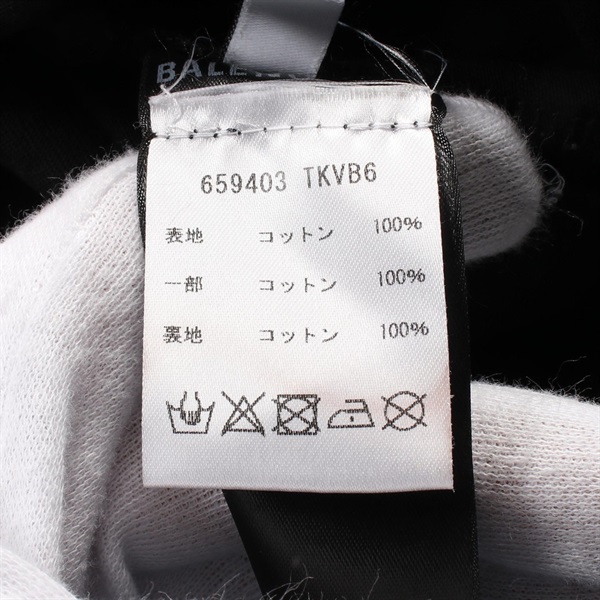 659403 TKVB6
表地 コットン 100%
一部 コットン 100%
裏地 コットン 100%